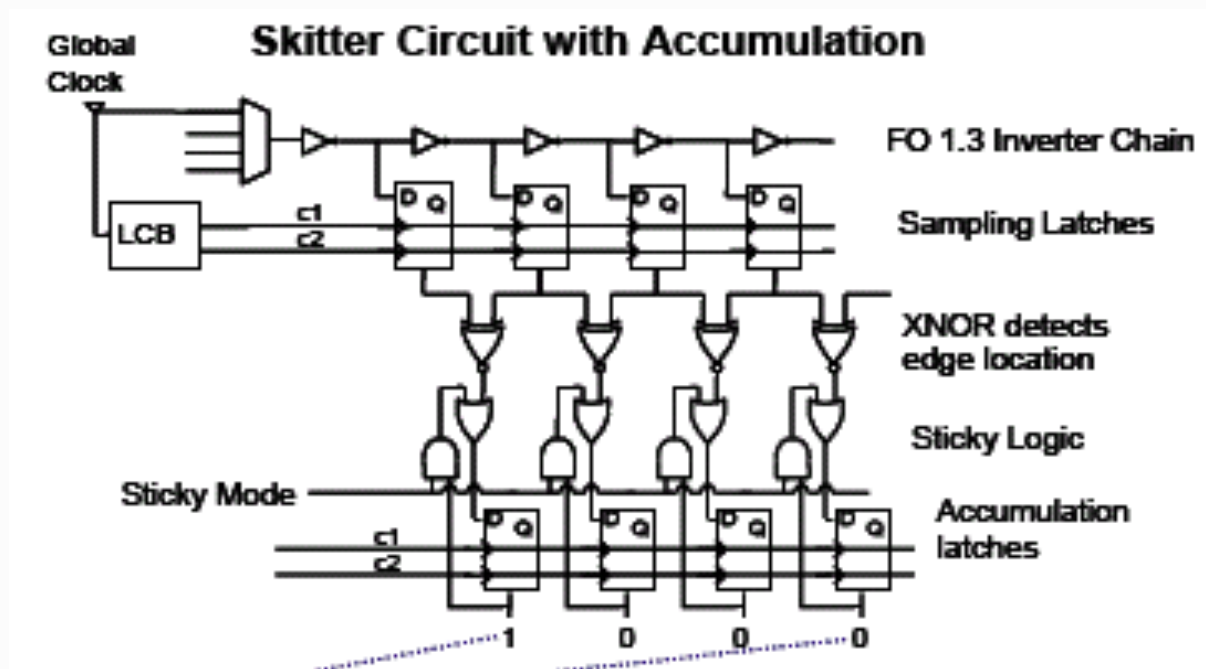 Skitter Circuit with Accumulation
Global
Clock
FO 1.3 Inverter Chain
D Q D Q D Q D Q
LCB
c1
c2
Sampling Latches
XNOR detects
edge location
Sticky Logic
Sticky Mode
Accumulation
latches
D Q D Q D Q D Q
c1
c2
1 0 0 0